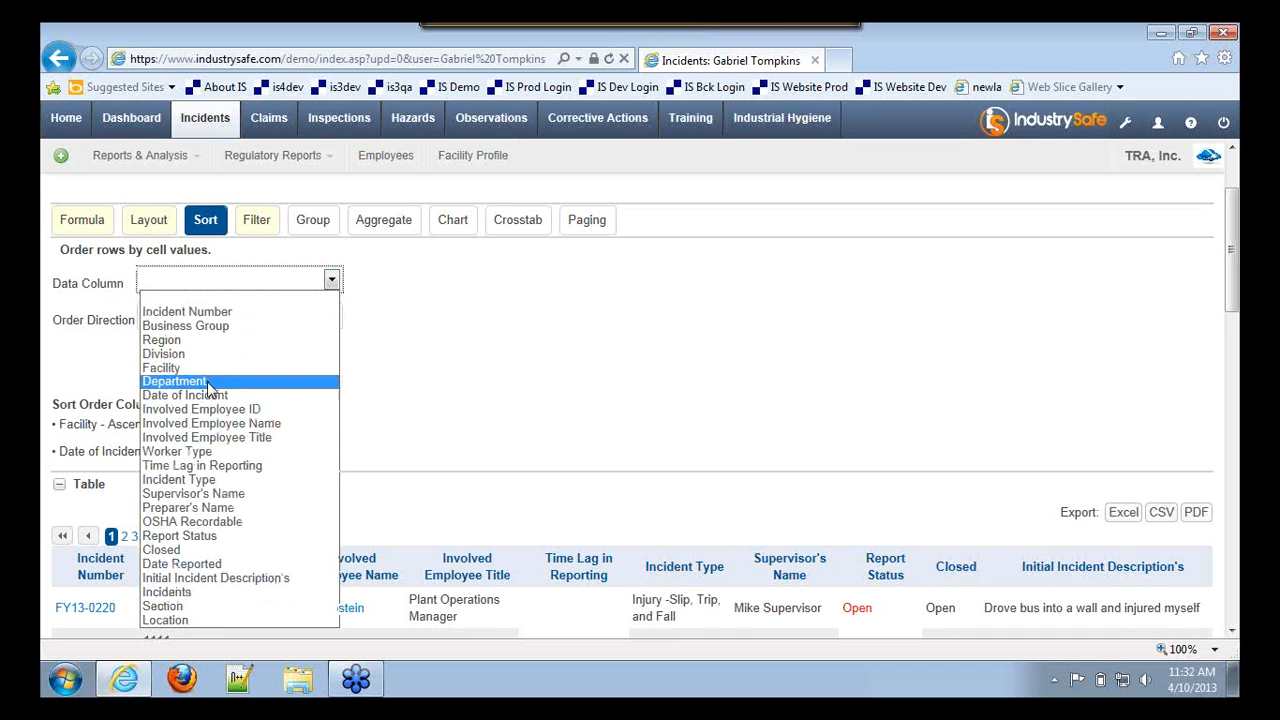 https://www.industrysafe.com/demo/index.asp?upd=0&user=Gabriel%20Tompkins
Incidents: Gabriel Tompkins
Suggested Sites
About IS
is4dev
is3dev
is3qa
IS Demo
IS Prod Login
IS Dev Login
IS Bck Login
IS Website Prod
IS Website Dev
newla
Web Slice Gallery
Home
Dashboard
Incidents
Claims
Inspections
Hazards
Observations
Corrective Actions
Training
Industrial Hygiene
IndustrySafe
Reports & Analysis
Regulatory Reports
Employees
Facility Profile
TRA, Inc.
Formula
Layout
Sort
Filter
Group
Aggregate
Chart
Crosstab
Paging
Order rows by cell values.
Data Column
Order Direction
Incident Number
Business Group
Region
Division
Facility
Department
Date of Incident
Involved Employee ID
Involved Employee Name
Involved Employee Title
Worker Type
Time Lag in Reporting
Incident Type
Supervisor's Name
Preparer's Name
OSHA Recordable
Report Status
Closed
Date Reported
Initial Incident Description's
Incidents
Section
Location
Sort Order
• Facility -
• Date of
Table
Export: Excel CSV PDF
1 2 3
Incident
Number
Name
Involved
Employee Title
Time Lag in
Reporting
Incident Type
Supervisor's
Name
Report
Status
Closed
Initial Incident Description's
FY13-0220
Plant Operations
Manager
Injury -Slip, Trip,
and Fall
Mike Supervisor
Open
Open
Drove bus into a wall and injured myself
100%
11:32 AM
4/10/2013